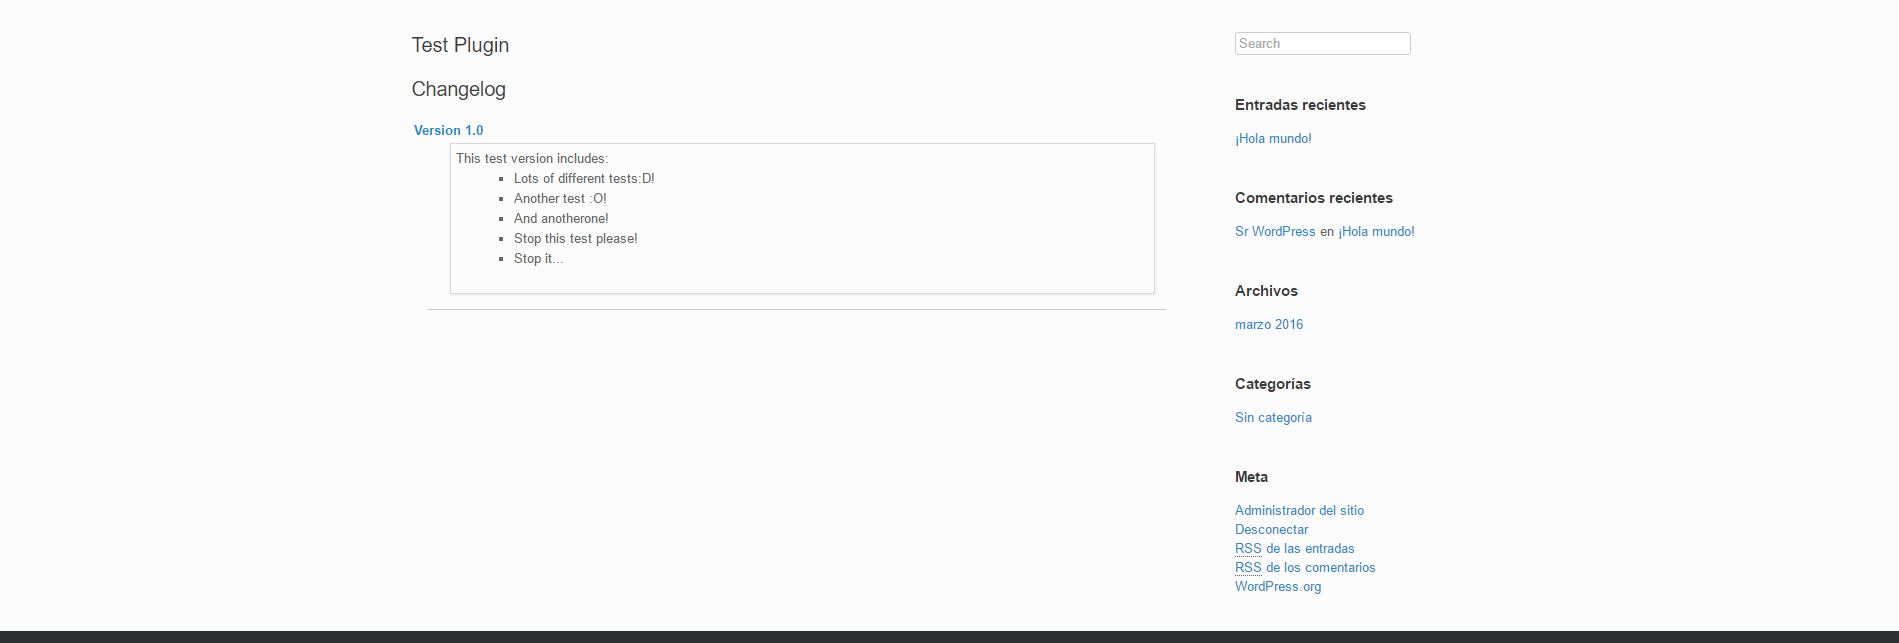 Test Plugin
Changelog
Version 1.0
This test version includes:
Lots of different tests:D!
Another test :O!
And anotherone!
Stop this test please!
Stop it...
Search
Entradas recientes
¡Hola mundo!
Comentarios recientes
Sr WordPress en ¡Hola mundo!
Archivos
marzo 2016
Categorías
Sin categoría
Meta
Administrador del sitio
Desconectar
RSS de las entradas
RSS de los comentarios
WordPress.org